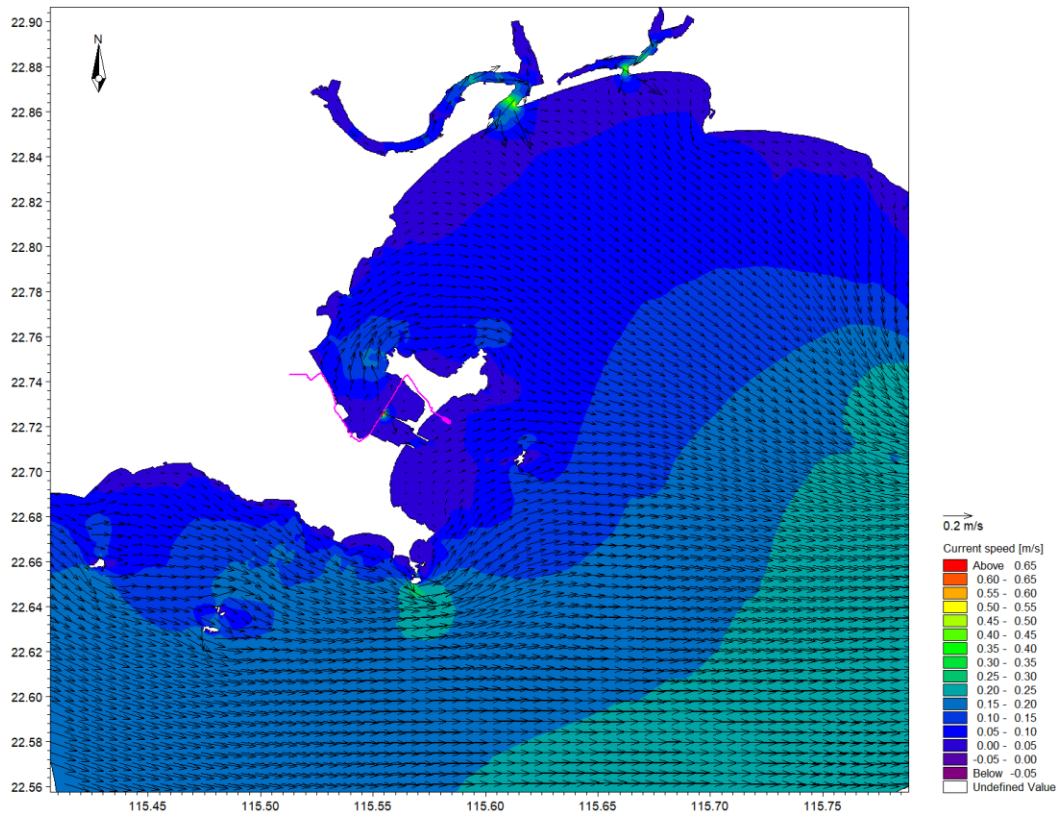 22.90
N
22.88
22.86
22.84
22.82
22.80
22.78
22.76
22.74
22.72
22.70
22.68
22.66
22.64
22.62
22.60
22.58
22.56
115.45 115.50 115.55 115.60 115.65 115.70 115.75
0.2 m/s
Current speed [m/s]
Above 0.65
0.60 - 0.65
0.55 - 0.60
0.50 - 0.55
0.45 - 0.50
0.40 - 0.45
0.35 - 0.40
0.30 - 0.35
0.25 - 0.30
0.20 - 0.25
0.15 - 0.20
0.10 - 0.15
0.05 - 0.10
0.00 - 0.05
-0.05 - 0.00
Below -0.05
Undefined Value